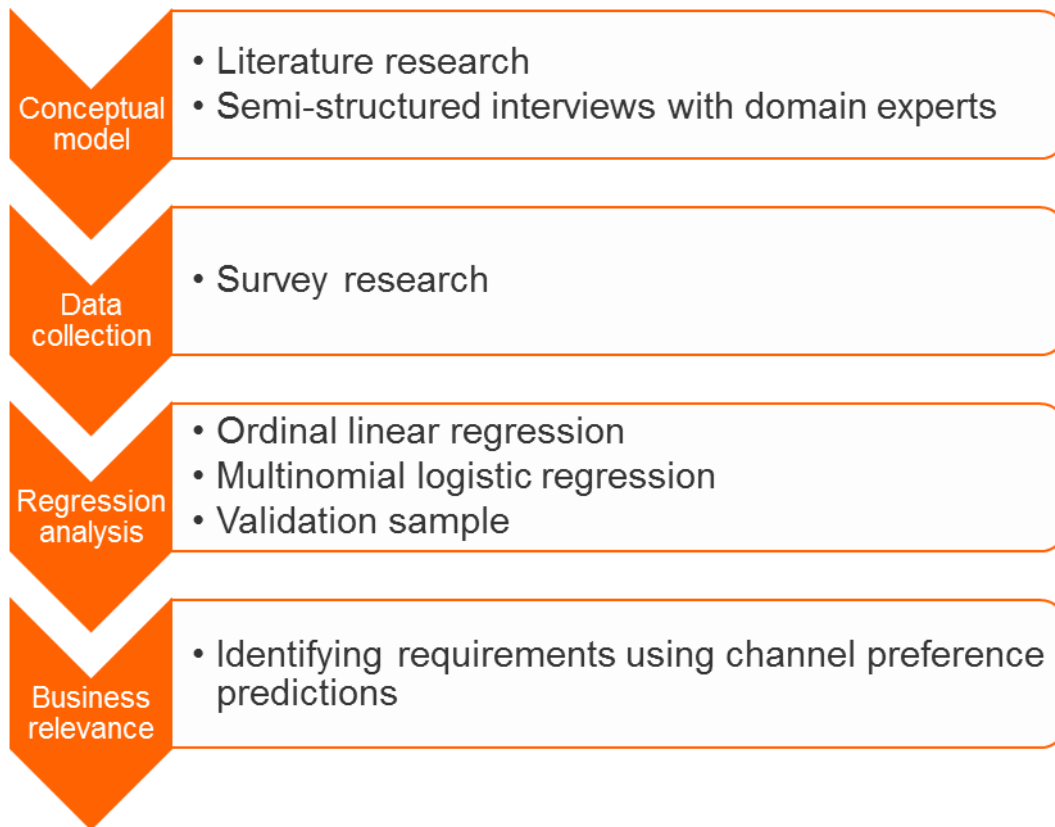 Conceptual
model
• Literature research
• Semi-structured interviews with domain experts
Data
collection
• Survey research
Regression
analysis
• Ordinal linear regression
• Multinomial logistic regression
• Validation sample
Business
relevance
• Identifying requirements using channel preference
predictions